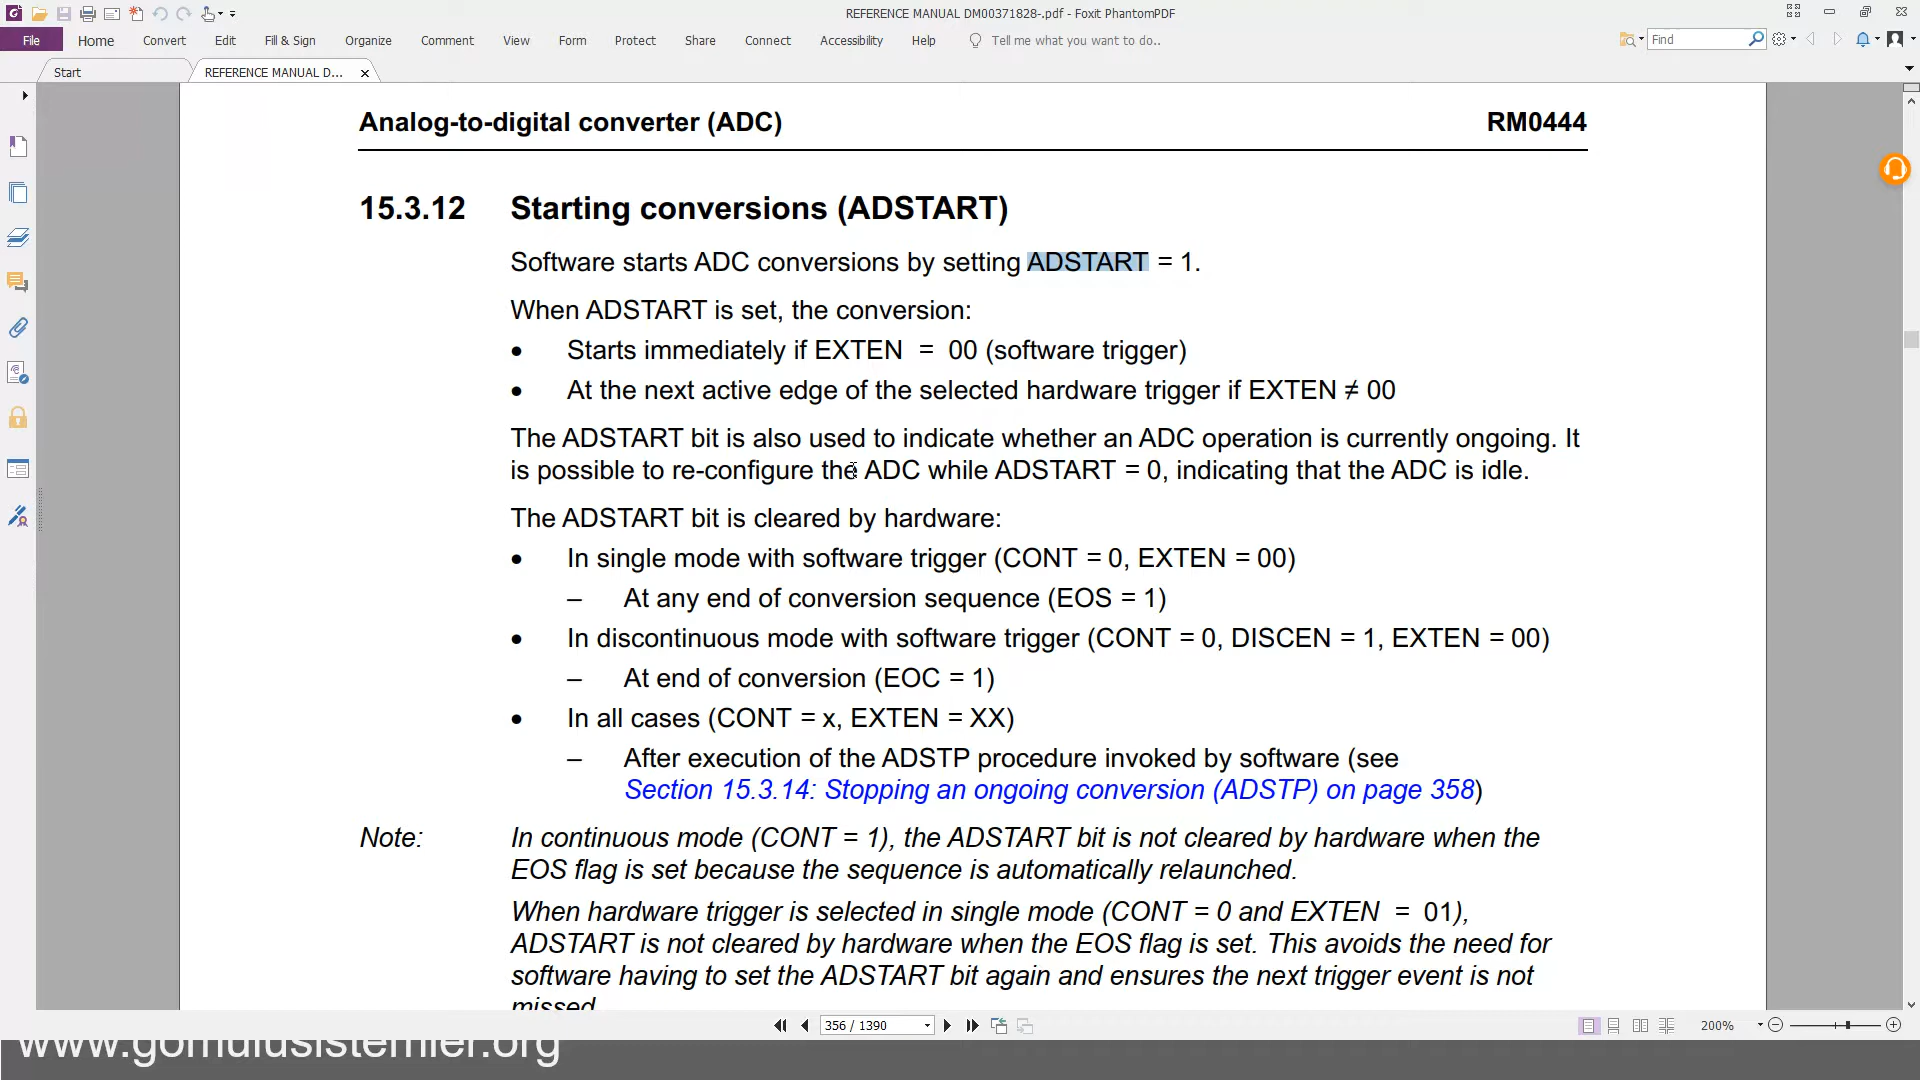 REFERENCE MANUAL DM00371828-.pdf - Foxit PhantomPDF
File Home Convert Edit Fill & Sign Organize Comment View Form Protect Share Connect Accessibility Help Tell me what you want to do.. Find
Start REFERENCE MANUAL D...
Analog-to-digital converter (ADC) RM0444
15.3.12 Starting conversions (ADSTART)
Software starts ADC conversions by setting ADSTART = 1.
When ADSTART is set, the conversion:
• Starts immediately if EXTEN = 00 (software trigger)
• At the next active edge of the selected hardware trigger if EXTEN ≠ 00
The ADSTART bit is also used to indicate whether an ADC operation is currently ongoing. It
is possible to re-configure the ADC while ADSTART = 0, indicating that the ADC is idle.
The ADSTART bit is cleared by hardware:
• In single mode with software trigger (CONT = 0, EXTEN = 00)
– At any end of conversion sequence (EOS = 1)
• In discontinuous mode with software trigger (CONT = 0, DISCEN = 1, EXTEN = 00)
– At end of conversion (EOC = 1)
• In all cases (CONT = x, EXTEN = XX)
– After execution of the ADSTP procedure invoked by software (see
Section 15.3.14: Stopping an ongoing conversion (ADSTP) on page 358)
Note: In continuous mode (CONT = 1), the ADSTART bit is not cleared by hardware when the
EOS flag is set because the sequence is automatically relaunched.
When hardware trigger is selected in single mode (CONT = 0 and EXTEN = 01),
ADSTART is not cleared by hardware when the EOS flag is set. This avoids the need for
software having to set the ADSTART bit again and ensures the next trigger event is not
missed.
356 / 1390 200%
www.gomulusistemler.org